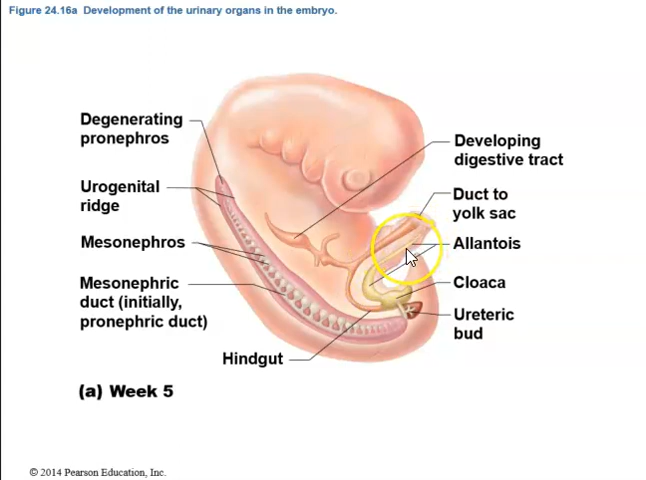 Figure 24.16a Development of the urinary organs in the embryo.
Degenerating
pronephros
Urogenital
ridge
Mesonephros
Mesonephric
duct (initially,
pronephric duct)
Hindgut
Developing
digestive tract
Duct to
yolk sac
Allantois
Cloaca
Ureteric
bud
(a) Week 5
© 2014 Pearson Education, Inc.